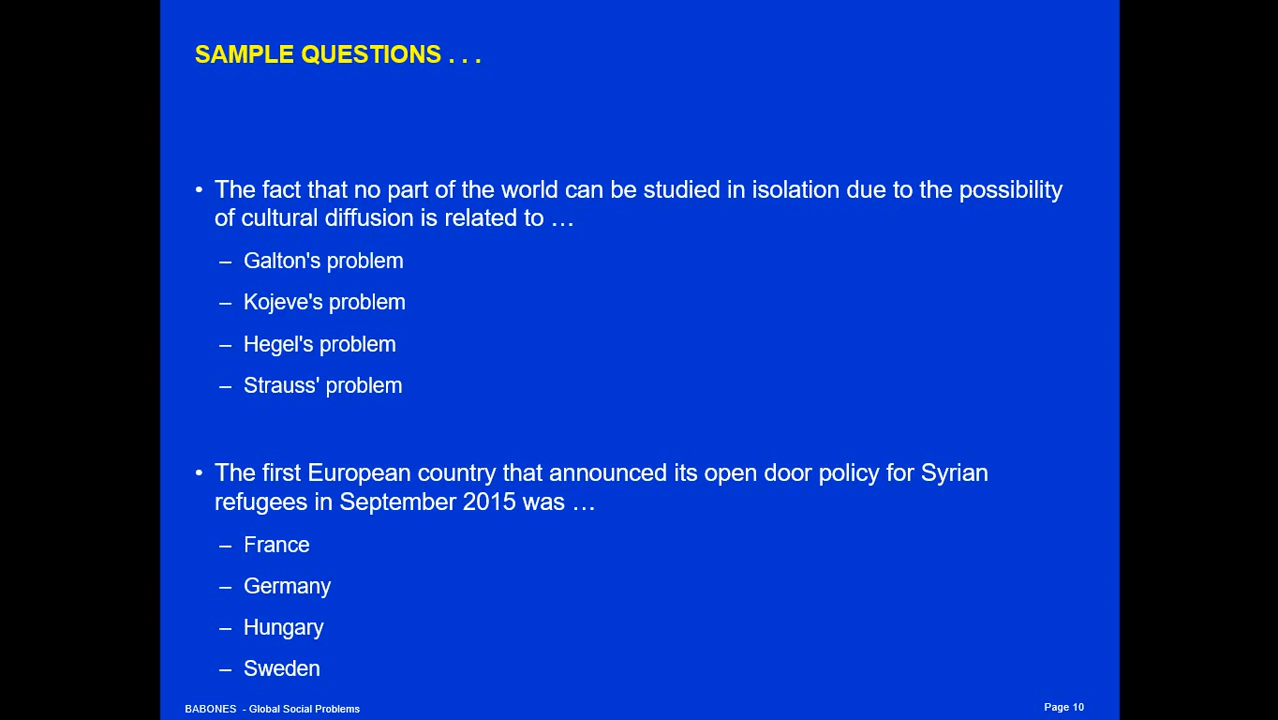 SAMPLE QUESTIONS . . .
• The fact that no part of the world can be studied in isolation due to the possibility
of cultural diffusion is related to …
– Galton's problem
– Kojeve's problem
– Hegel's problem
– Strauss' problem
• The first European country that announced its open door policy for Syrian
refugees in September 2015 was …
– France
– Germany
– Hungary
– Sweden
BABONES - Global Social Problems
Page 10